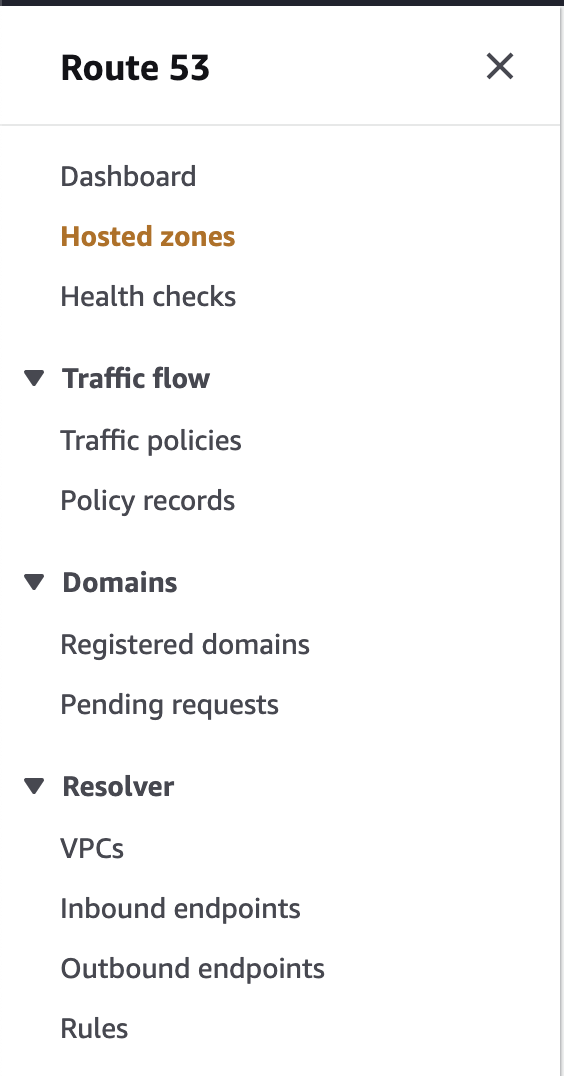 Route 53
Dashboard
Hosted zones
Health checks
Traffic flow
Traffic policies
Policy records
Domains
Registered domains
Pending requests
Resolver
VPCs
Inbound endpoints
Outbound endpoints
Rules